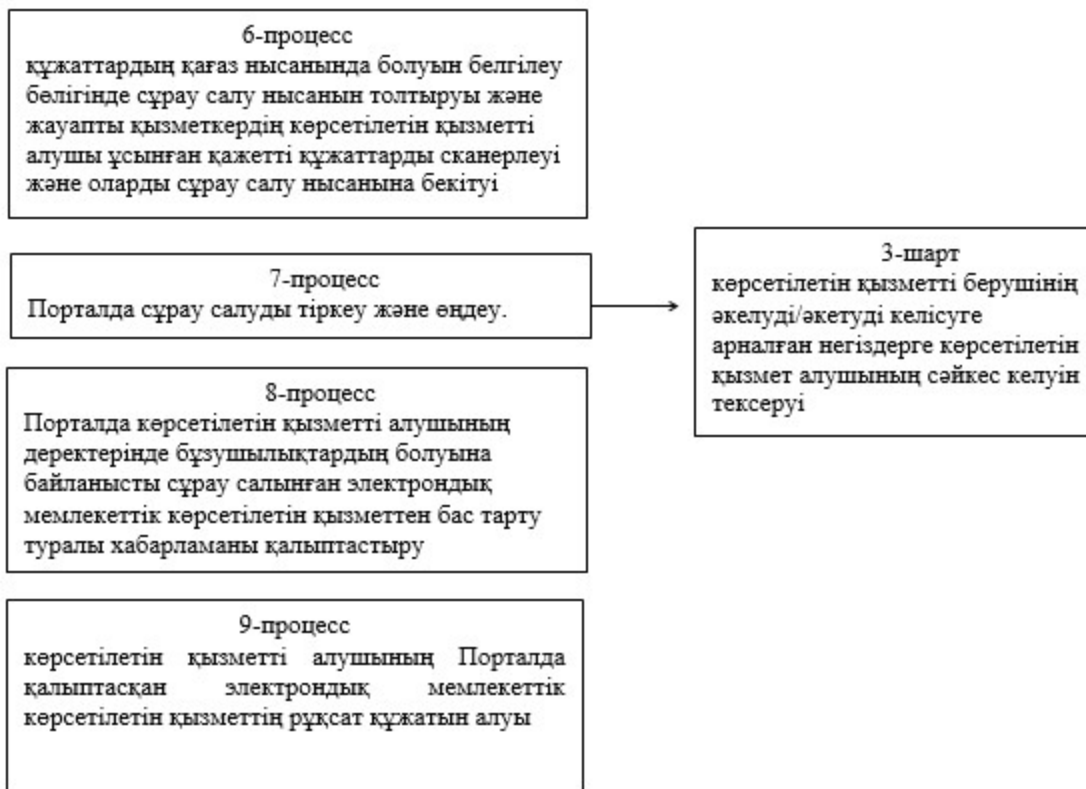 6-процесс
құжаттардың қағаз нысанында болуын белгілеу
бөлігінде сұрау салу нысанын толтыруы және
жауапты қызметкердің көрсетілетін қызметті
алушы ұсынған қажетті құжаттарды сканерлеуі
және оларды сұрау салу нысанына бекітуі
7-процесс
Порталда сұрау салуды тіркеу және өңдеу.
3-шарт
көрсетілетін қызметті берушінің
әкелуді/әкетуді келісуге
арналған негіздерге көрсетілетін
қызмет алушының сәйкес келуін
тексеруі
8-процесс
Порталда көрсетілетін қызметті алушының
деректерінде бұзушылықтардың болуына
байланысты сұрау салынған электрондық
мемлекеттік көрсетілетін қызметтен бас тарту
туралы хабарламаны қалыптастыру
9-процесс
көрсетілетін қызметті алушының Порталда
қалыптасқан электрондық мемлекеттік
көрсетілетін қызметтің рұқсат құжатын алуы